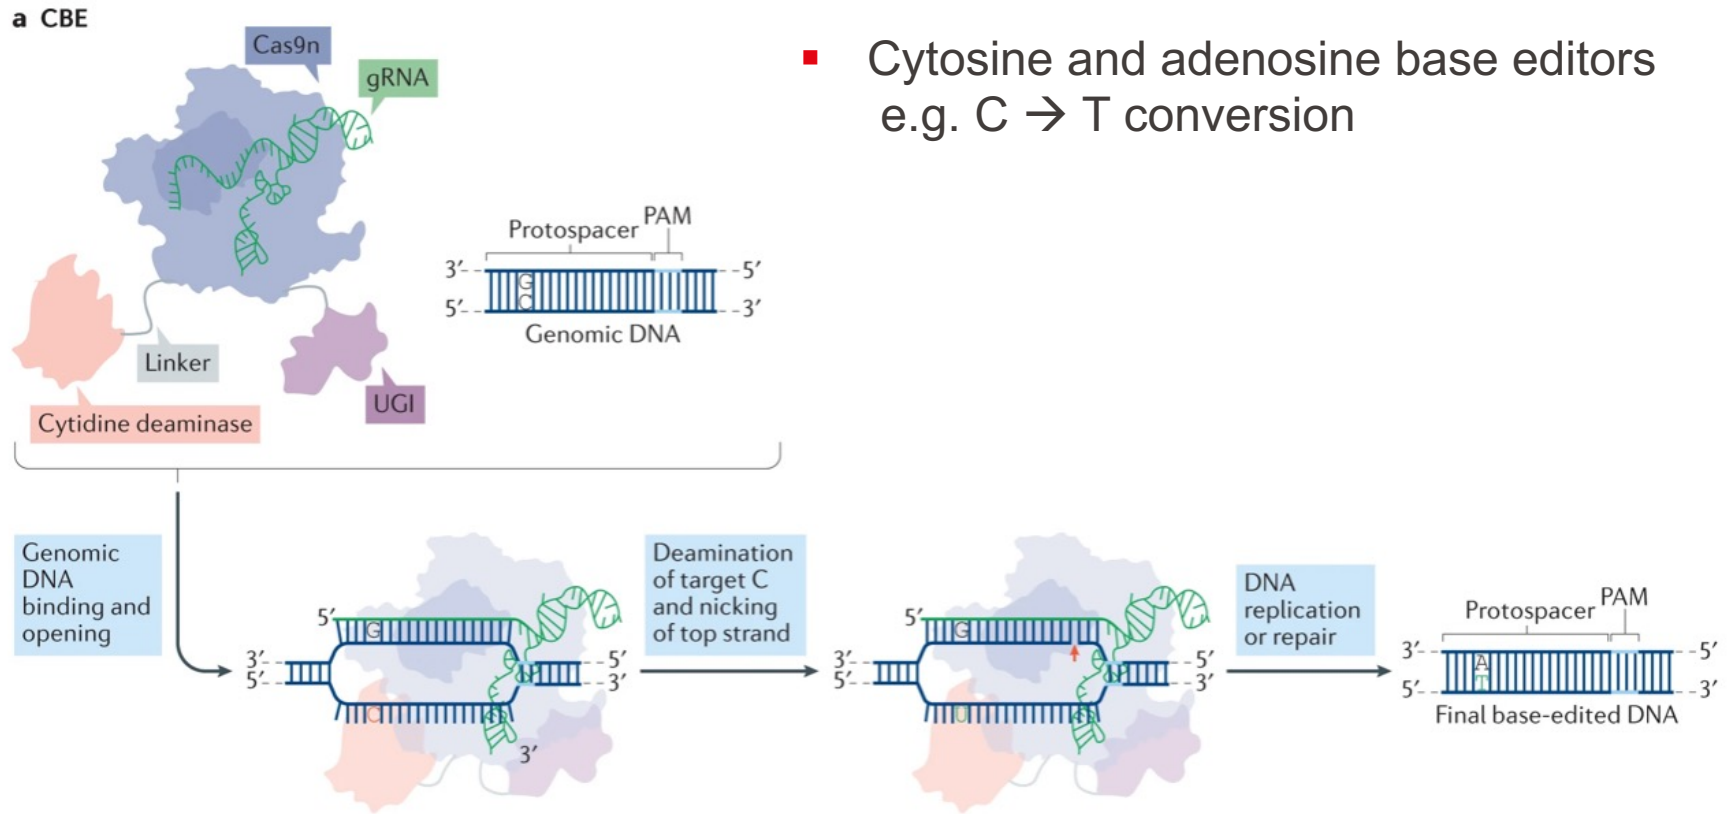 a CBE
Cas9n
gRNA
Linker
Cytidine deaminase
UGI
Protospacer
PAM
3′
5′
G
C
5′
3′
Genomic DNA
▪ Cytosine and adenosine base editors
e.g. C → T conversion
Genomic
DNA
binding and
opening
5′
G
3′
5′
5′
3′
C
3′
Deamination
of target C
and nicking
of top strand
5′
G
3′
5′
5′
3′
U
DNA
replication
or repair
Protospacer
PAM
3′
5′
A
T
5′
3′
Final base-edited DNA